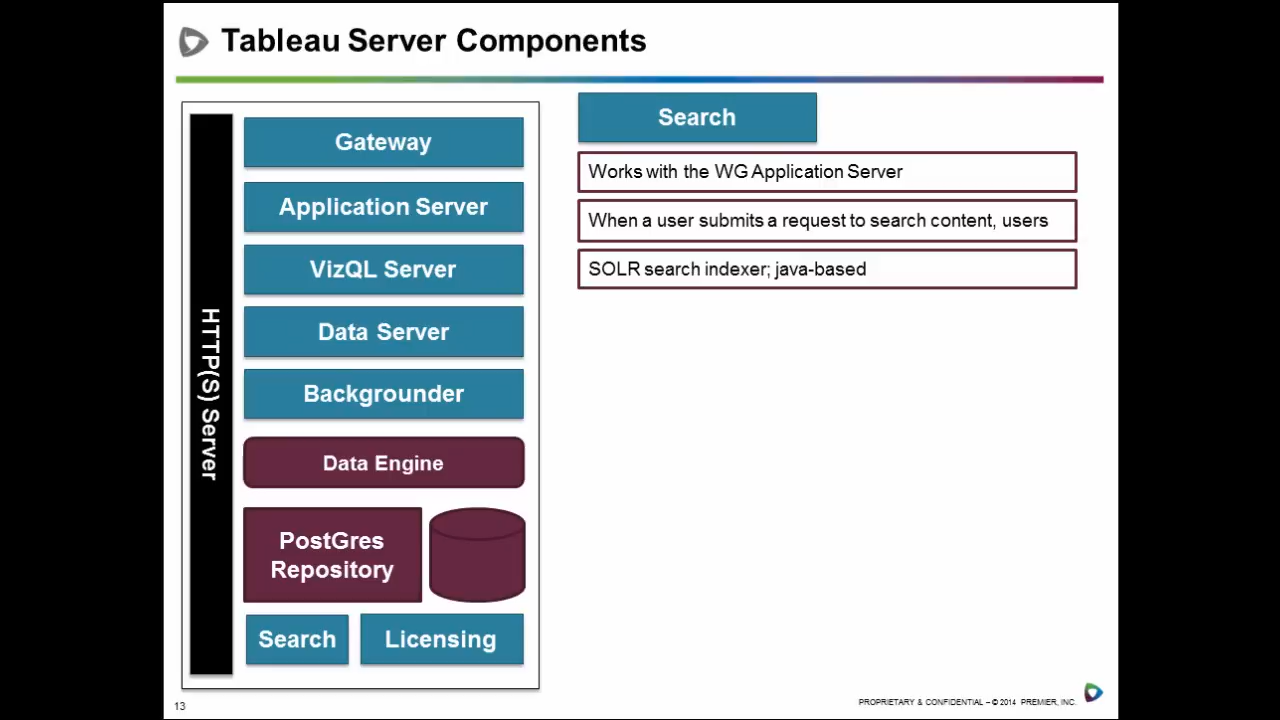 Tableau Server Components
HTTP(S) Server
Gateway
Application Server
VizQL Server
Data Server
Backgrounder
Data Engine
PostGres
Repository
Search
Licensing
Search
Works with the WG Application Server
When a user submits a request to search content, users
SOLR search indexer; java-based
13
PROPRIETARY & CONFIDENTIAL – © 2014 PREMIER, INC.